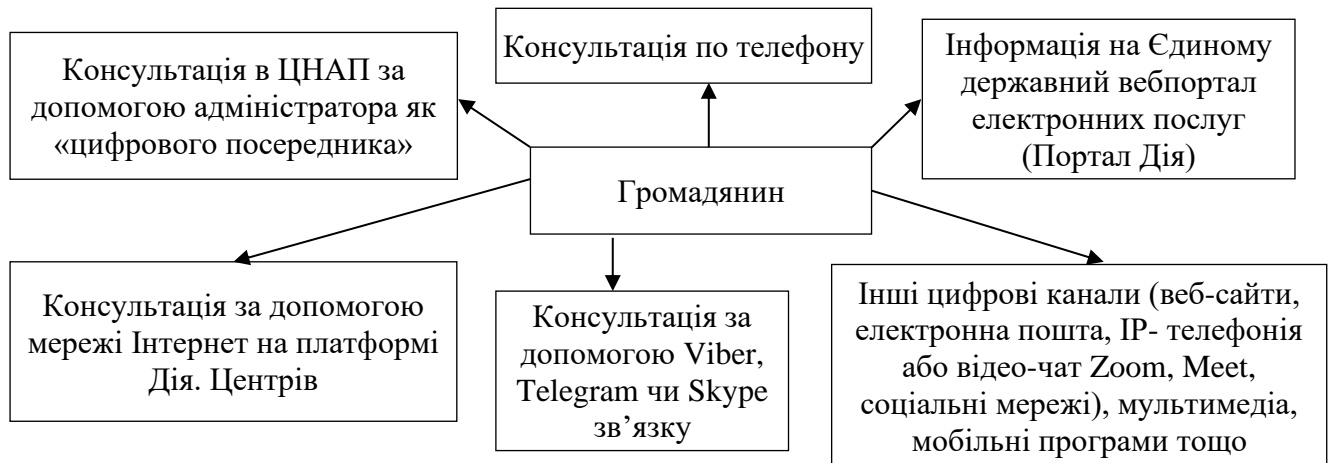 Консультація в ЦНАП за
допомогою адміністратора як
«цифрового посередника»
Консультація по телефону
Інформація на Єдиному
державний вебпортал
електронних послуг
(Портал Дія)
Громадянин
Консультація за допомогою
мережі Інтернет на платформі
Дія. Центрів
Консультація за
допомогою Viber,
Telegram чи Skype
зв’язку
Інші цифрові канали (веб-сайти,
електронна пошта, IP- телефонія
або відео-чат Zoom, Meet,
соціальні мережі), мультимедіа,
мобільні програми тощо